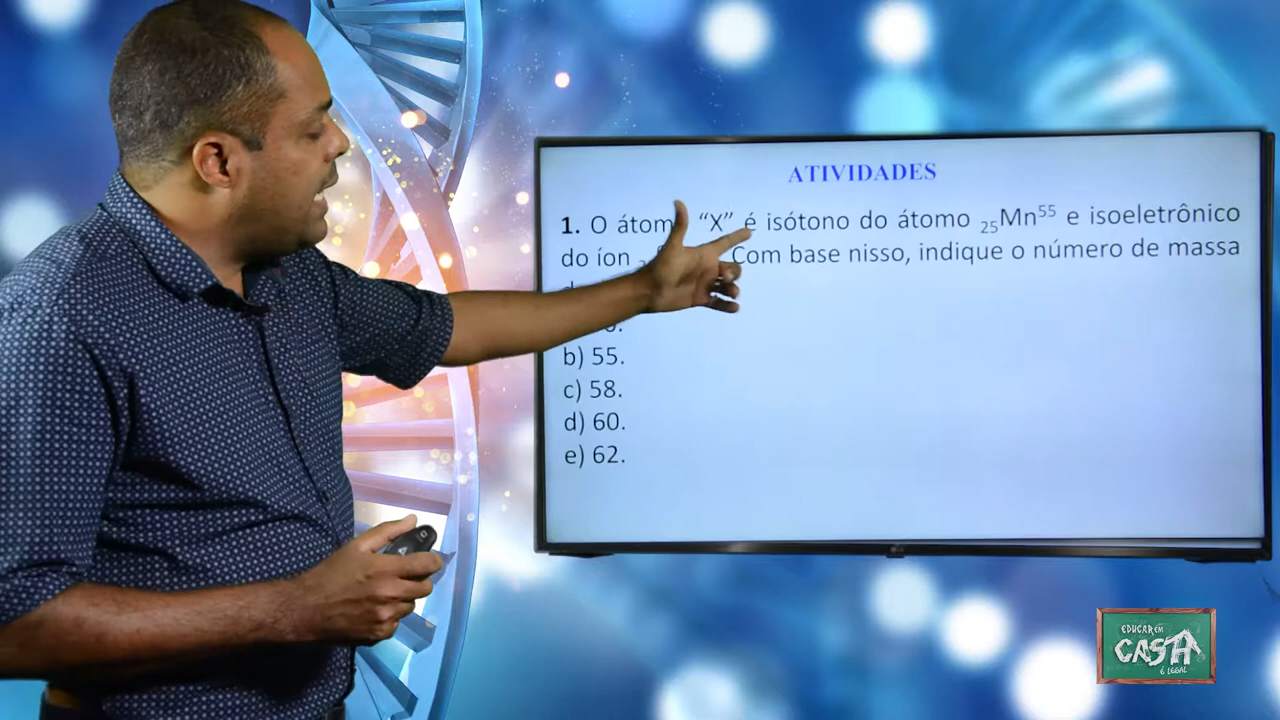 ATIVIDADES
1. O "X" é isótono do átomo ₂₅Mn⁵⁵ e isoeletrônico
do íon Com base nisso, indique o número de massa
b) 55.
c) 58.
d) 60.
e) 62.
EDUCAR EM
CASA
É LEGAL